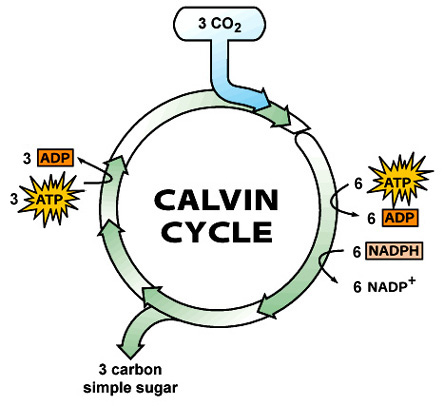 3 CO₂
3 ADP
3 ATP
CALVIN
CYCLE
6 ATP
6 ADP
6 NADPH
6 NADP⁺
3 carbon
simple sugar